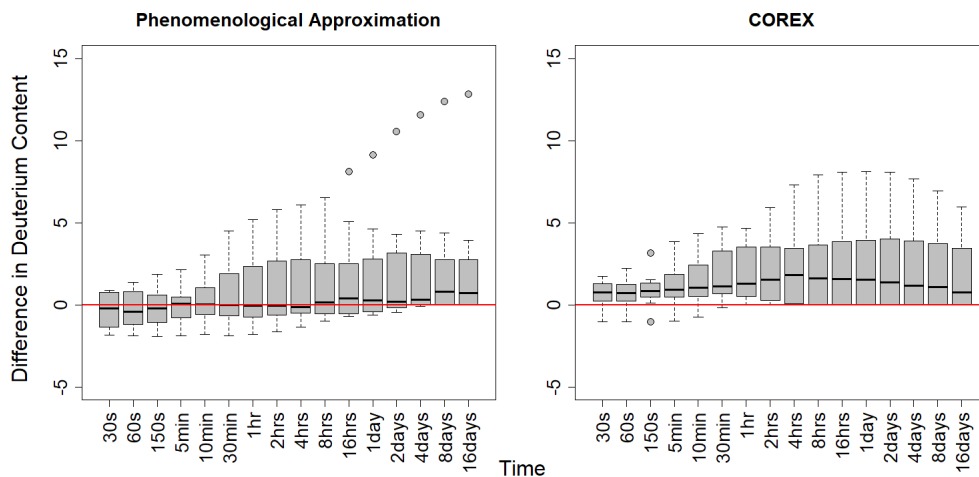 Phenomenological Approximation
COREX
Difference in Deuterium Content
15
10
5
0
-5
30s
60s
150s
5min
10min
30min
1hr
2hrs
4hrs
8hrs
16hrs
1day
2days
4days
8days
16days
15
10
5
0
-5
30s
60s
150s
5min
10min
30min
1hr
2hrs
4hrs
8hrs
16hrs
1day
2days
4days
8days
16days
Time